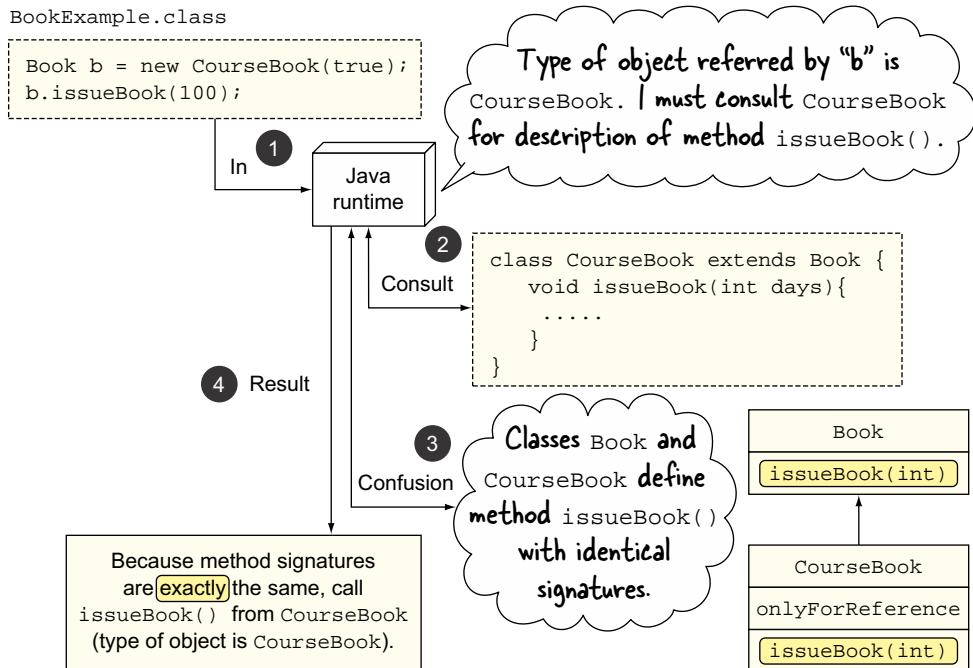 BookExample.class
Book b = new CourseBook(true);
b.issueBook(100);
Type of object referred by “b” is
CourseBook. I must consult CourseBook
for description of method issueBook().
1
In
Java
runtime
2
Consult
class CourseBook extends Book {
void issueBook(int days){
.....
}
}
4 Result
3
Confusion
Classes Book and
CourseBook define
method issueBook()
with identical
signatures.
Book
issueBook(int)
CourseBook
onlyForReference
issueBook(int)
Because method signatures
are exactly the same, call
issueBook() from CourseBook
(type of object is CourseBook).